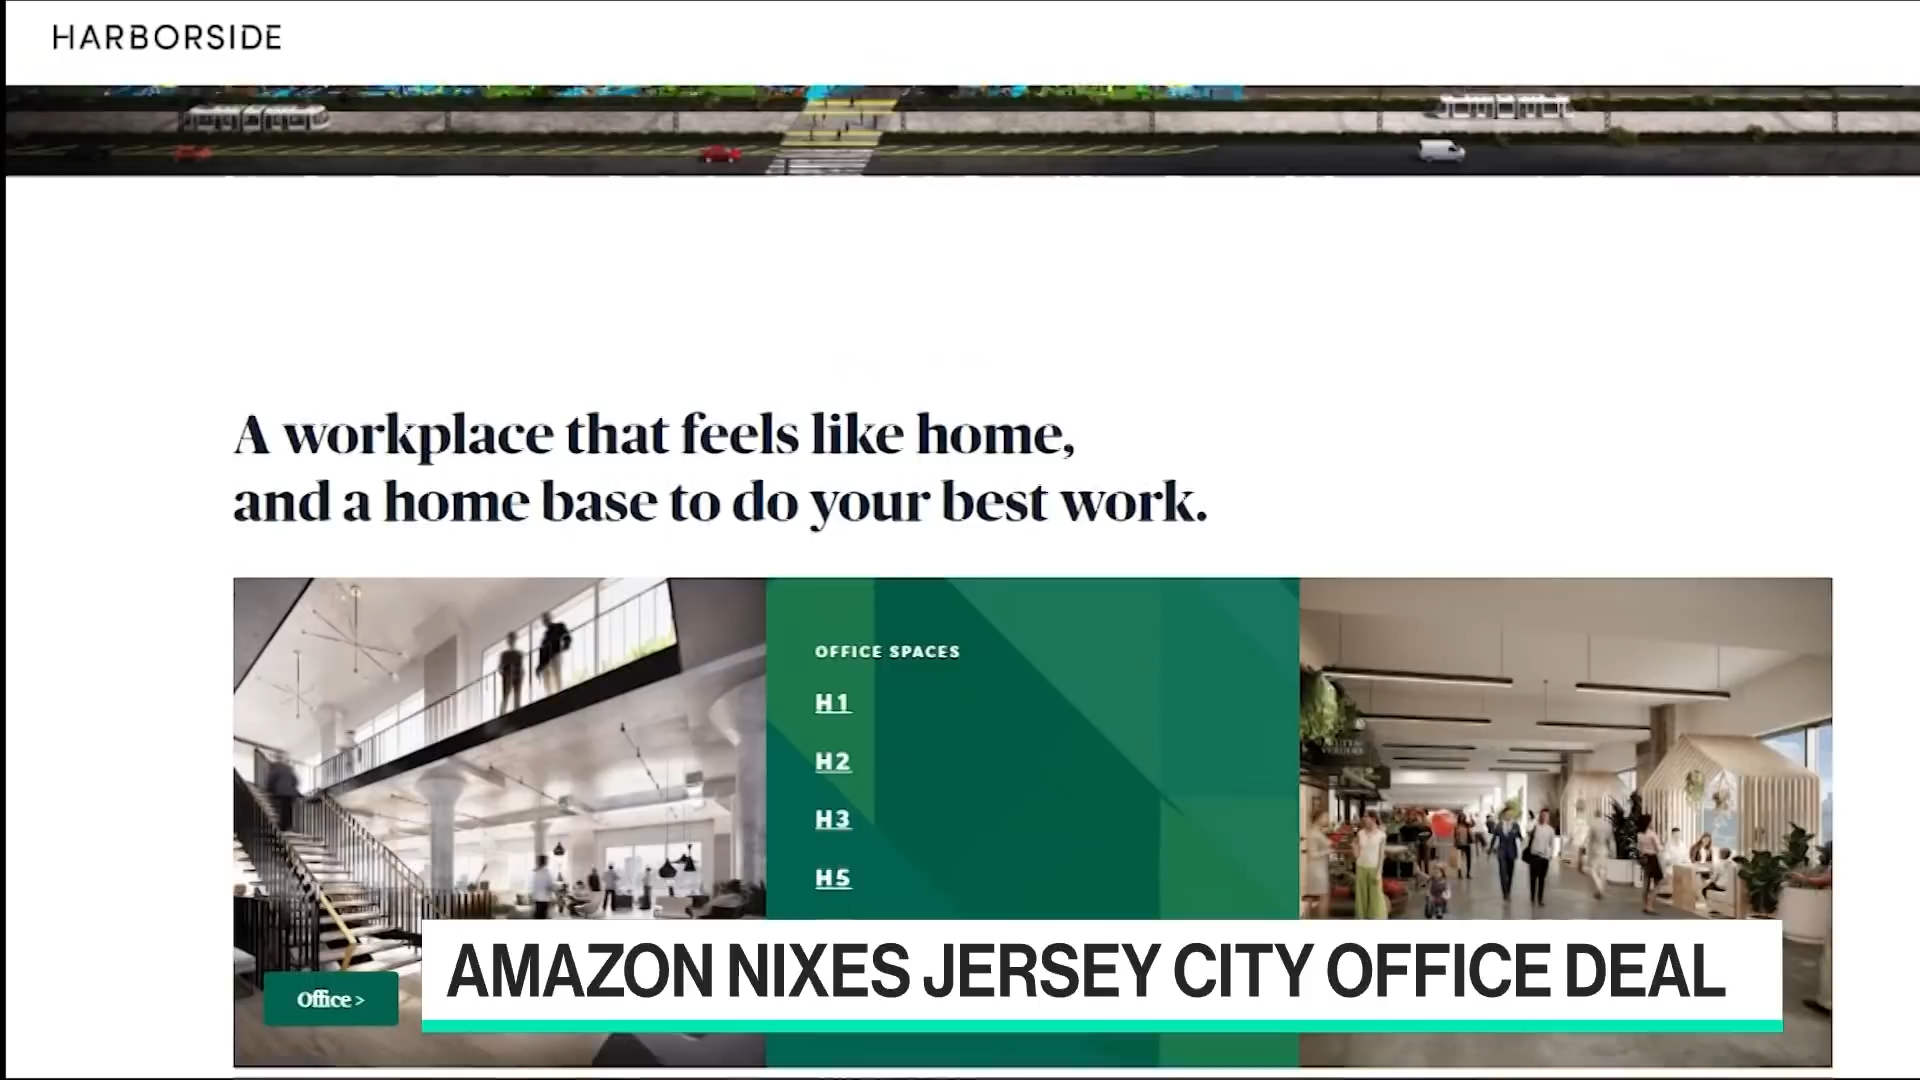 HARBORSIDE
A workplace that feels like home,
and a home base to do your best work.
OFFICE SPACES
H1
H2
H3
H5
Office >
AMAZON NIXES JERSEY CITY OFFICE DEAL